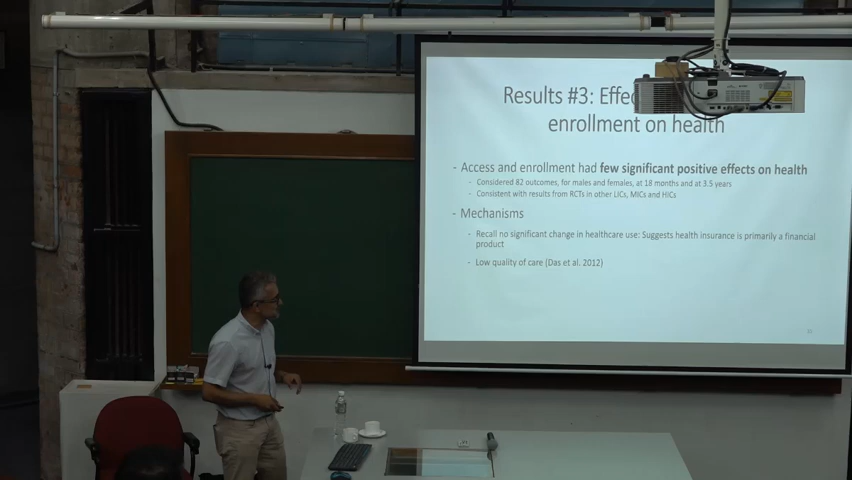 Results #3: Effec
enrollment on health
- Access and enrollment had few significant positive effects on health
- Considered 82 outcomes, for males and females, at 18 months and at 3.5 years
- Consistent with results from RCTs in other LICs, MICs and HICs
- Mechanisms
- Recall no significant change in healthcare use: Suggests health insurance is primarily a financial
product
- Low quality of care (Das et al. 2012)